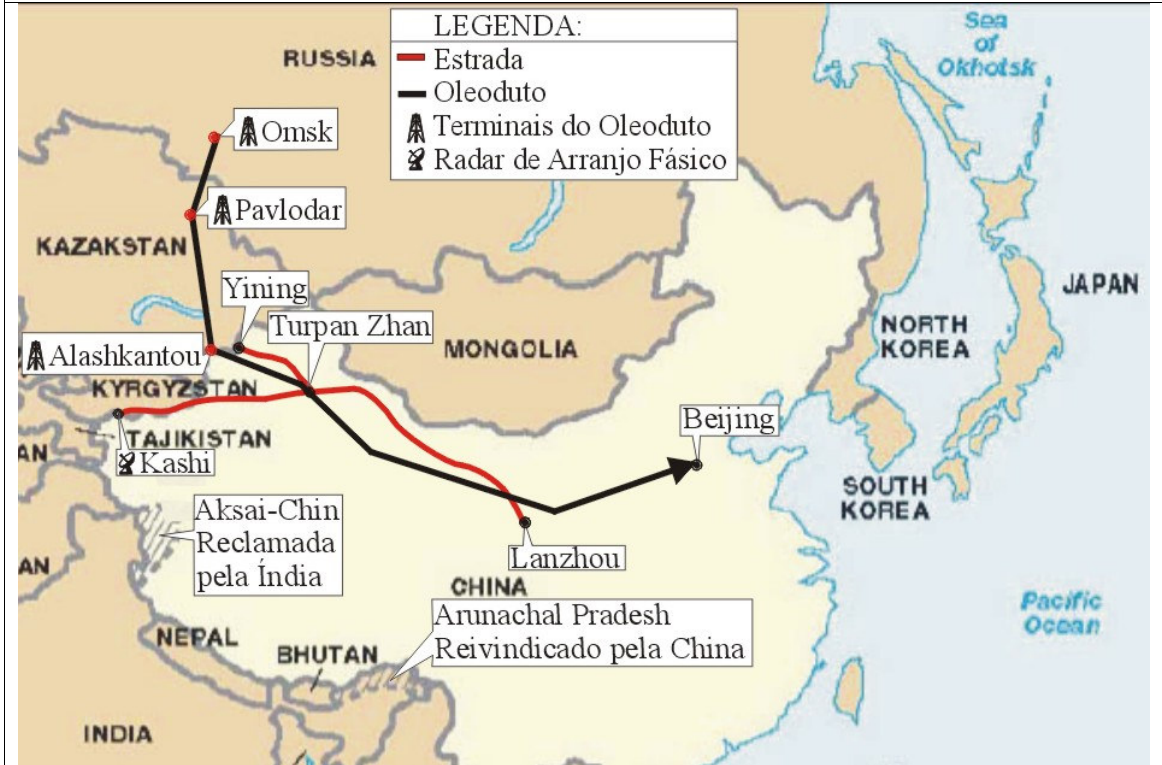 LEGENDA:
Estrada
Oleoduto
Terminais do Oleoduto
Radar de Arranjo Fásico
Sea
of
Okhotsk
RUSSIA
Omsk
Pavlodar
KAZAKSTAN
Yining
Turpan Zhan
JAPAN
NORTH
KOREA
MONGOLIA
Alashkantou
KYRGYZSTAN
Beijing
TAJIKISTAN
AN
Kashi
SOUTH
KOREA
Aksai-Chin
Reclamada
pela Índia
Lanzhou
AN
CHINA
Pacific
Ocean
Arunachal Pradesh
Reivindicado pela China
NEPAL
BHUTAN
INDIA